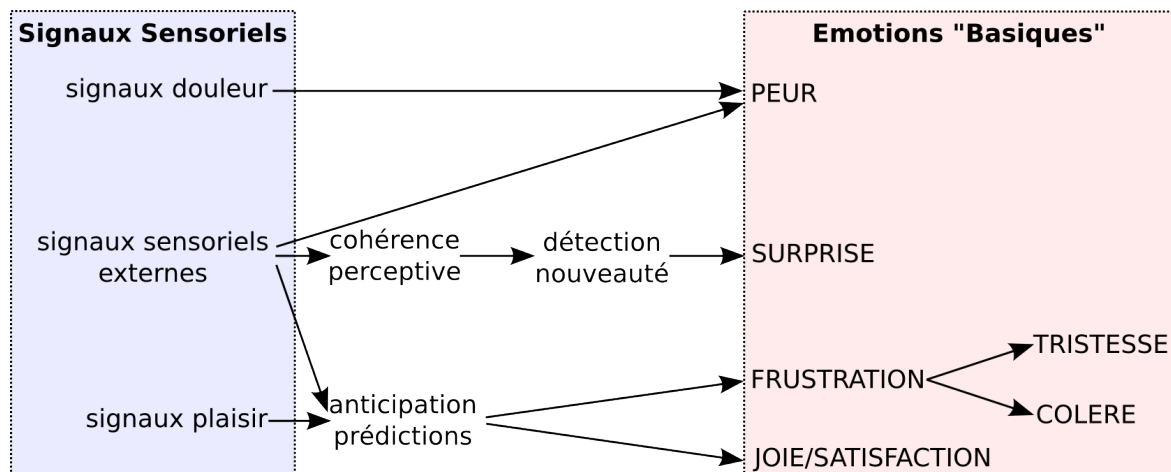 Signaux Sensoriels
Emotions "Basiques"
signaux douleur
PEUR
signaux sensoriels
externes
cohérence
perceptive
détection
nouveauté
SURPRISE
TRISTESSE
FRUSTRATION
COLERE
signaux plaisir
anticipation
prédictions
JOIE/SATISFACTION